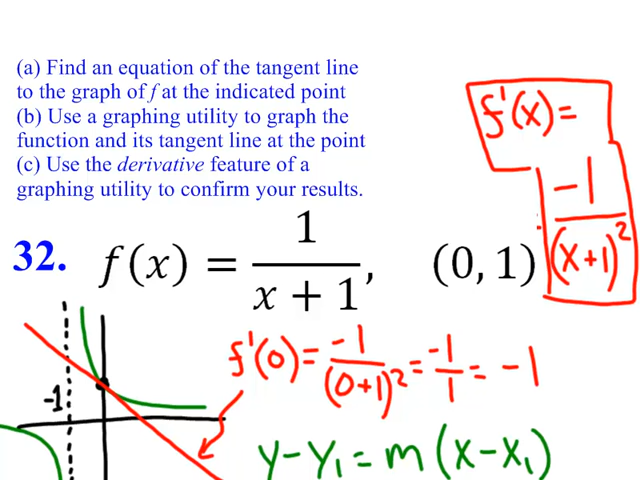 (a) Find an equation of the tangent line
to the graph of f at the indicated point
(b) Use a graphing utility to graph the
function and its tangent line at the point
(c) Use the derivative feature of a
graphing utility to confirm your results.
f'(x) =
-1/(x+1)²
32. f(x) = 1/(x + 1), (0, 1)
f'(0) = -1/(0+1)² = -1/1 = -1
-1
y - y₁ = m(x - x₁)